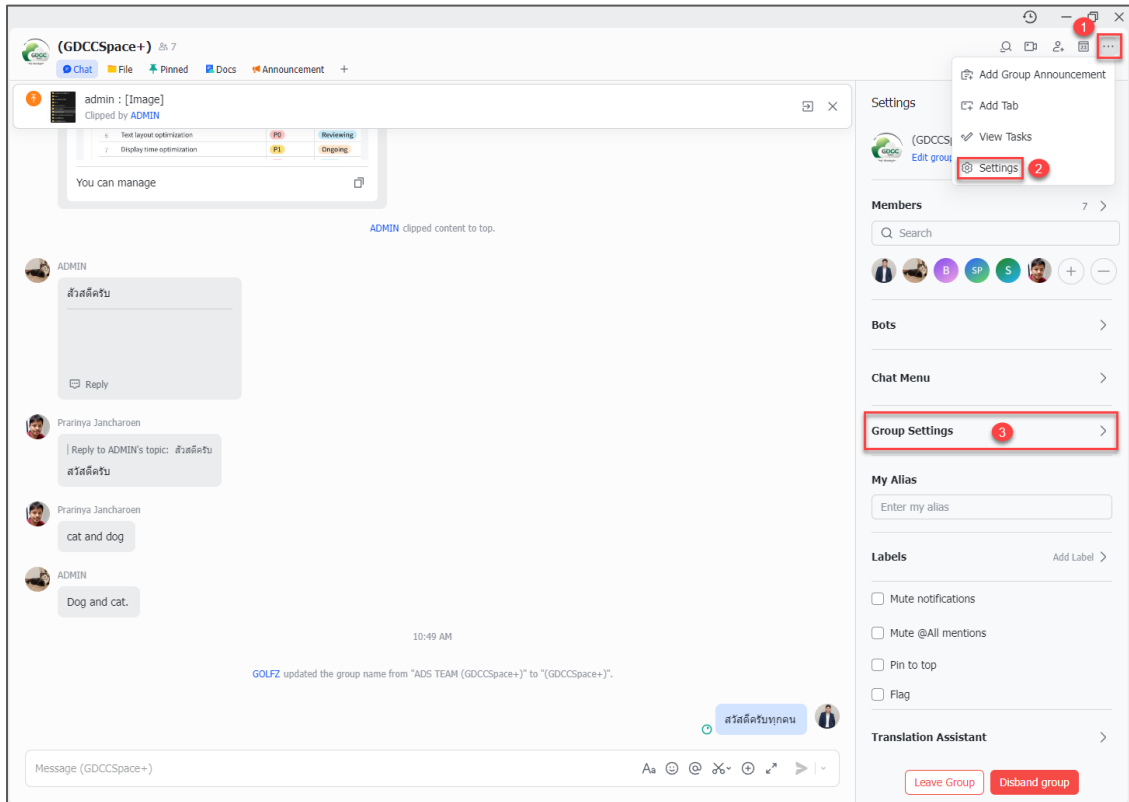 1
(GDCCSpace+) 7
Chat File Pinned Docs Announcement +
admin : [Image]
Clipped by ADMIN
6 Text layout optimization P0 Reviewing
7 Display time optimization P1 Ongoing
You can manage
ADMIN clipped content to top.
ADMIN
สัวสดีครับ
Reply
Prarinya Jancharoen
Reply to ADMIN's topic: สัวสดีครับ
สวัสดีครับ
Prarinya Jancharoen
cat and dog
ADMIN
Dog and cat.
10:49 AM
GOLFZ updated the group name from "ADS TEAM (GDCCSpace+)" to "(GDCCSpace+)".
สวัสดีครับทุกคน
Message (GDCCSpace+)
Aa
Add Group Announcement
Add Tab
View Tasks
Settings 2
Settings
GDCC
(GDCCS
Edit grou
Members 7
Search
B SP S
Bots
Chat Menu
Group Settings 3
My Alias
Enter my alias
Labels Add Label
Mute notifications
Mute @All mentions
Pin to top
Flag
Translation Assistant
Leave Group Disband group